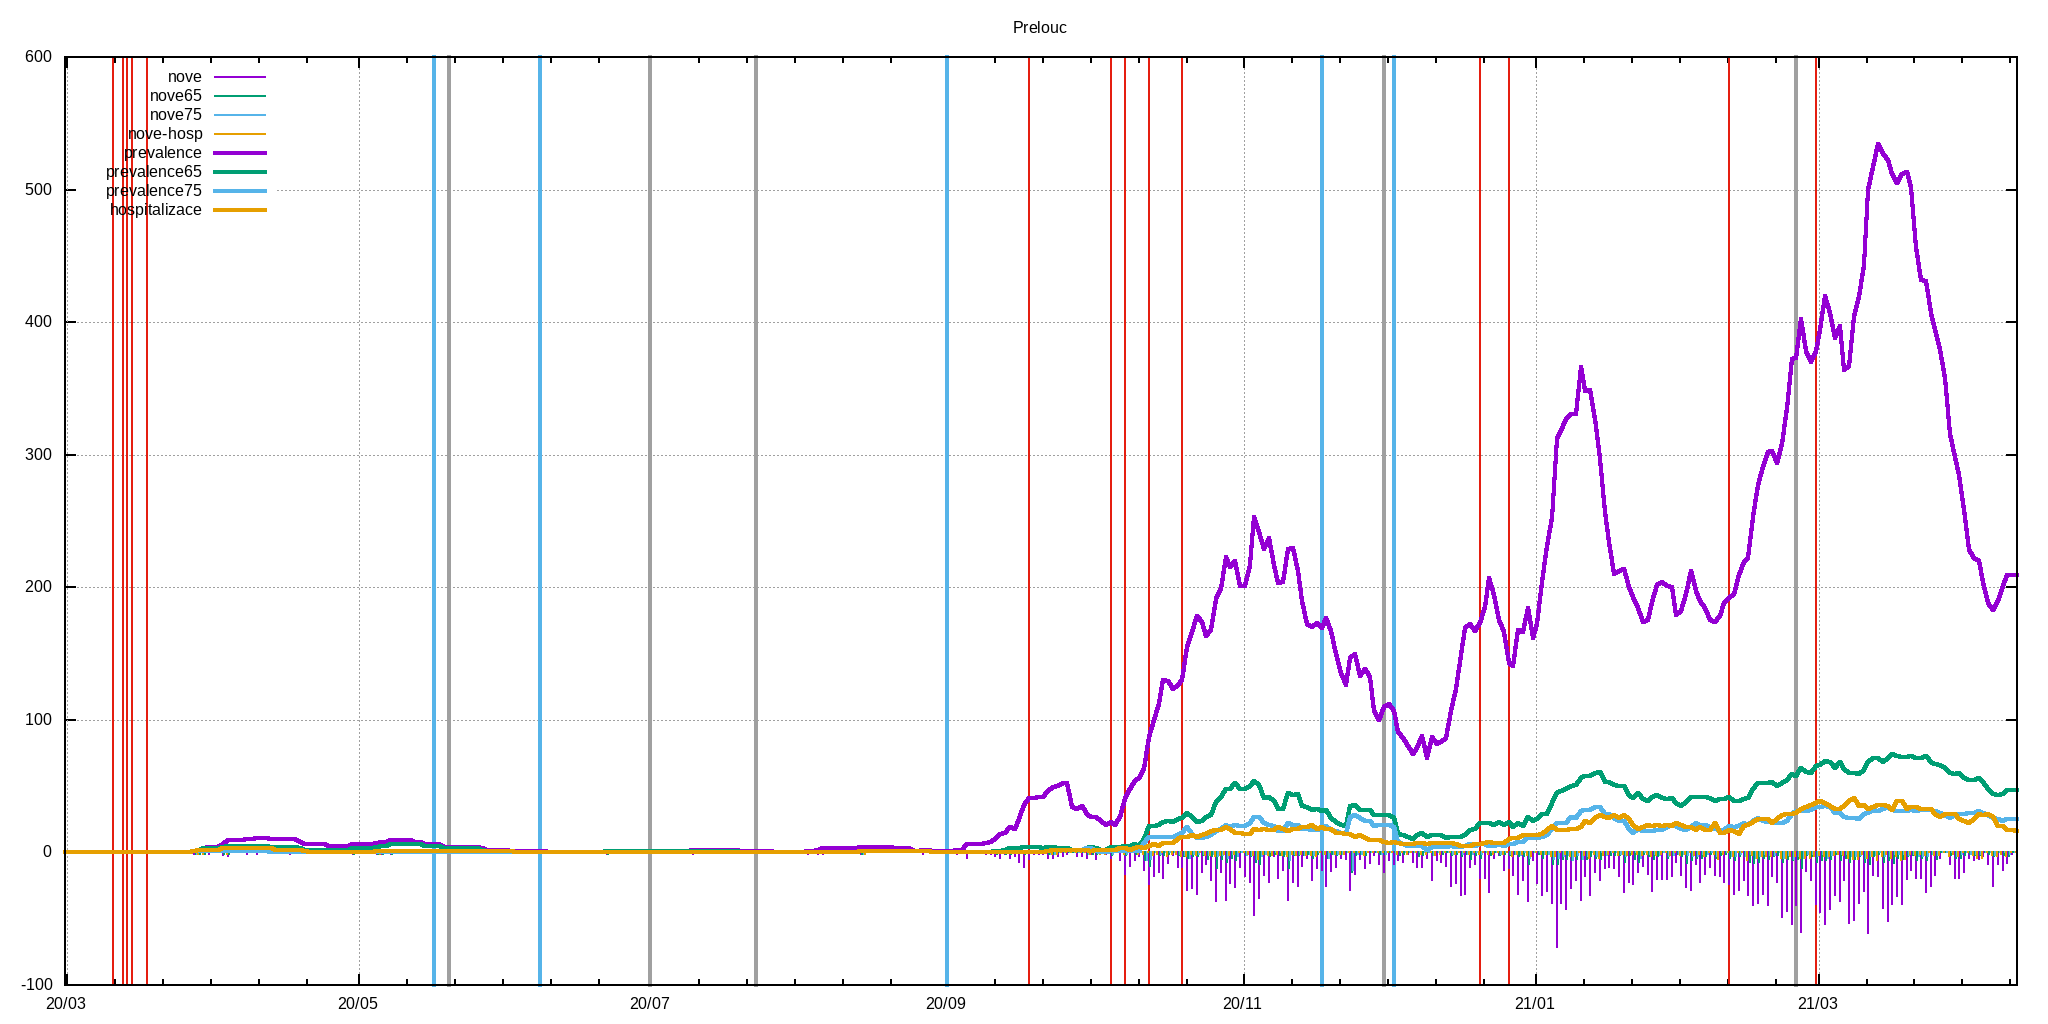 Prelouc
600
500
400
300
200
100
0
-100
nove
nove65
nove75
nove-hosp
prevalence
prevalence65
prevalence75
hospitalizace
20/03 20/05 20/07 20/09 20/11 21/01 21/03